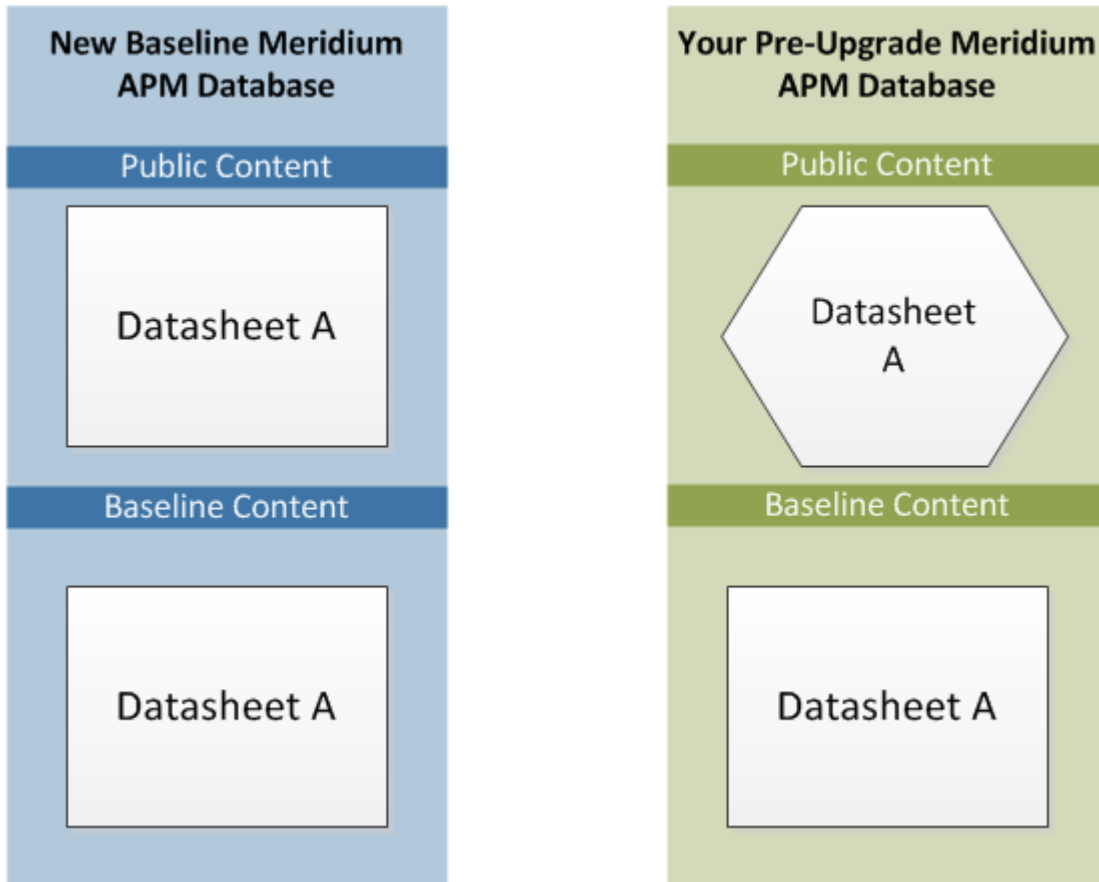 New Baseline Meridium
APM Database
Public Content
Datasheet A
Baseline Content
Datasheet A
Your Pre-Upgrade Meridium
APM Database
Public Content
Datasheet
A
Baseline Content
Datasheet A